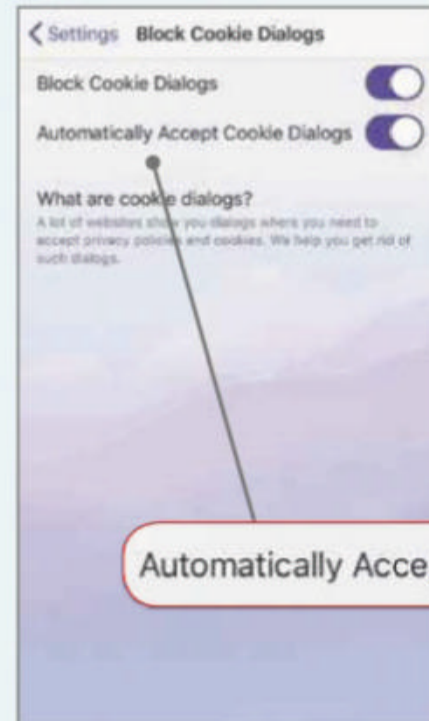 Settings Block Cookie Dialogs
Block Cookie Dialogs
Automatically Accept Cookie Dialogs
What are cookie dialogs?
A lot of websites show you dialogs where you need to
accept privacy policies and cookies. We help you get rid of
such dialogs.
Automatically Acce